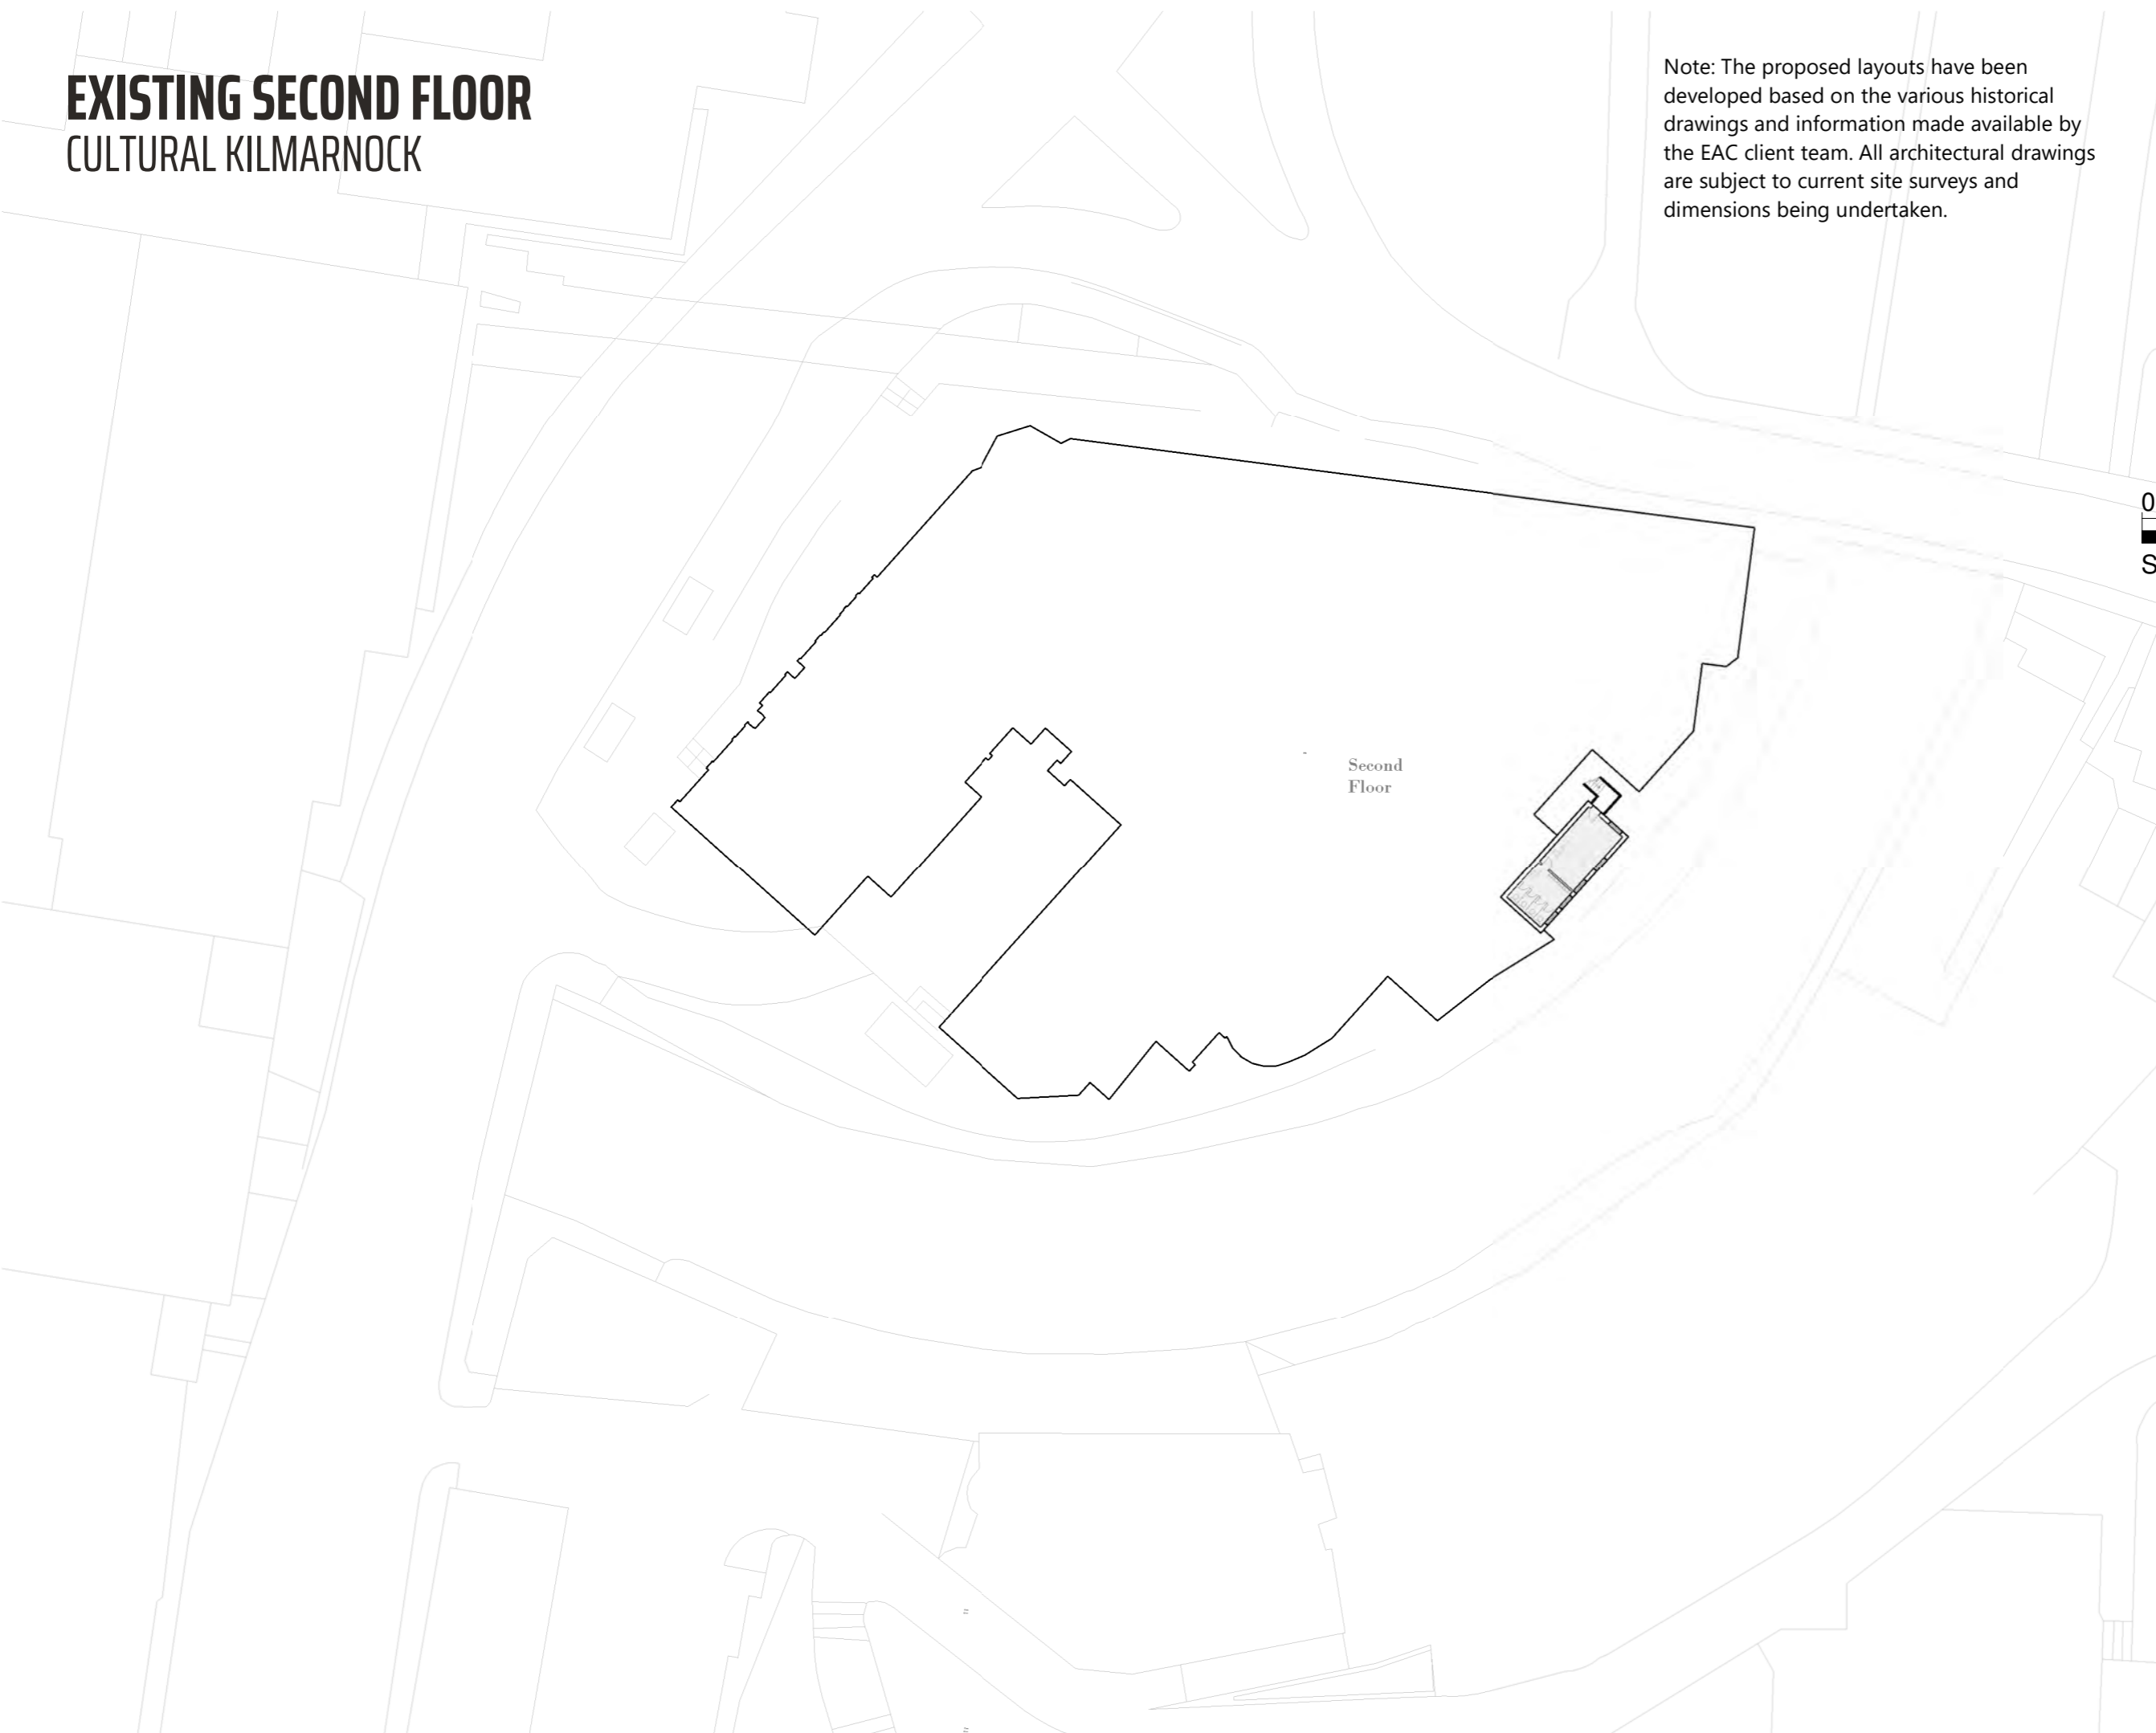 EXISTING SECOND FLOOR
CULTURAL KILMARNOCK
Note: The proposed layouts have been
developed based on the various historical
drawings and information made available by
the EAC client team. All architectural drawings
are subject to current site surveys and
dimensions being undertaken.
0
S
Second
Floor